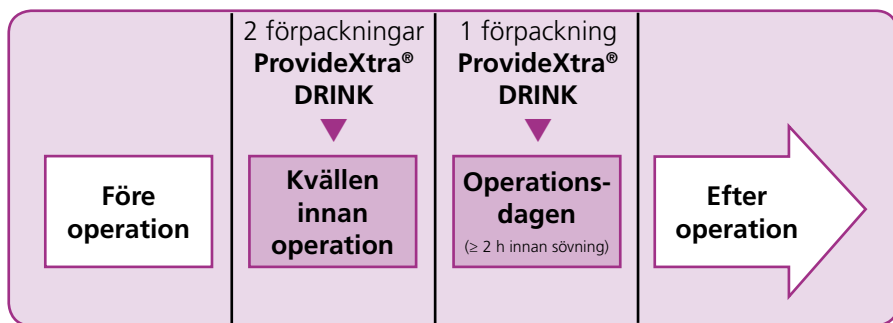 2 förpackningar
ProvideXtra®
DRINK
1 förpackning
ProvideXtra®
DRINK
Före
operation
Kvällen
innan
operation
Operations-
dagen
(≥ 2 h innan sövning)
Efter
operation